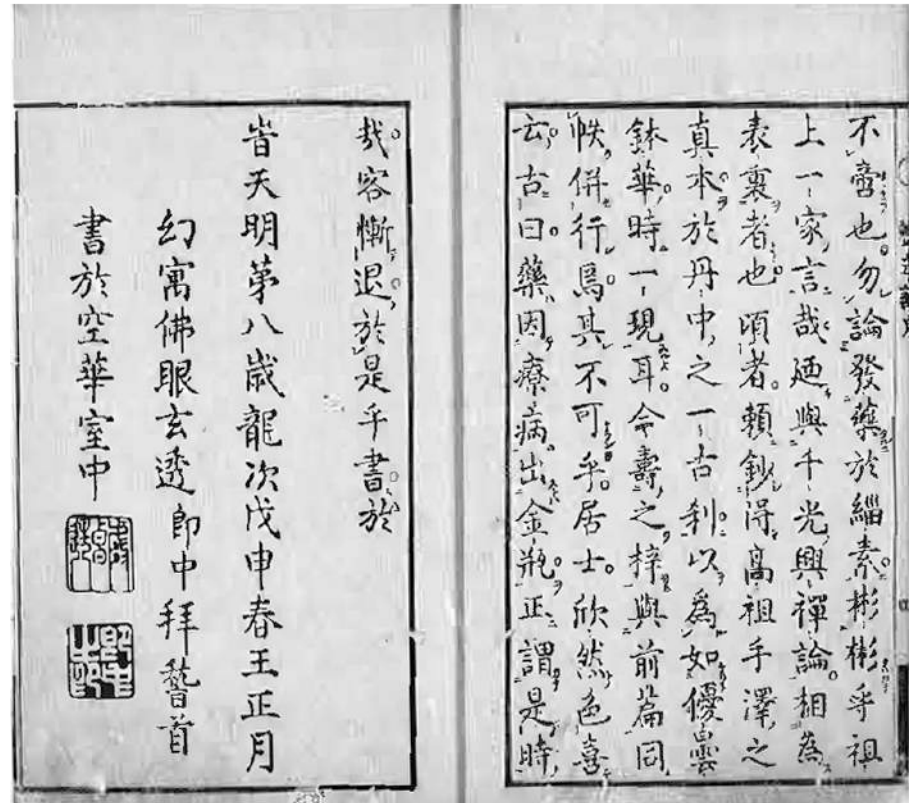 不啻也勿論發藥於緇素彬彬乎祖
上一家言哉廼與千光興禪論相為
表裏者也頃者賴鈔得高祖手澤之
真本於丹中之一古刹以為如優曇
鉢華時一現耳今壽之梓與前篇同
帙併行焉其不可乎居士欣然色喜
云古曰藥因療病出金瓶正謂是時
哉客慚退於是乎書於
旹天明第八歲龍次戊申春王正月
幻寓佛眼玄透即中拜稽首
書於空華室中